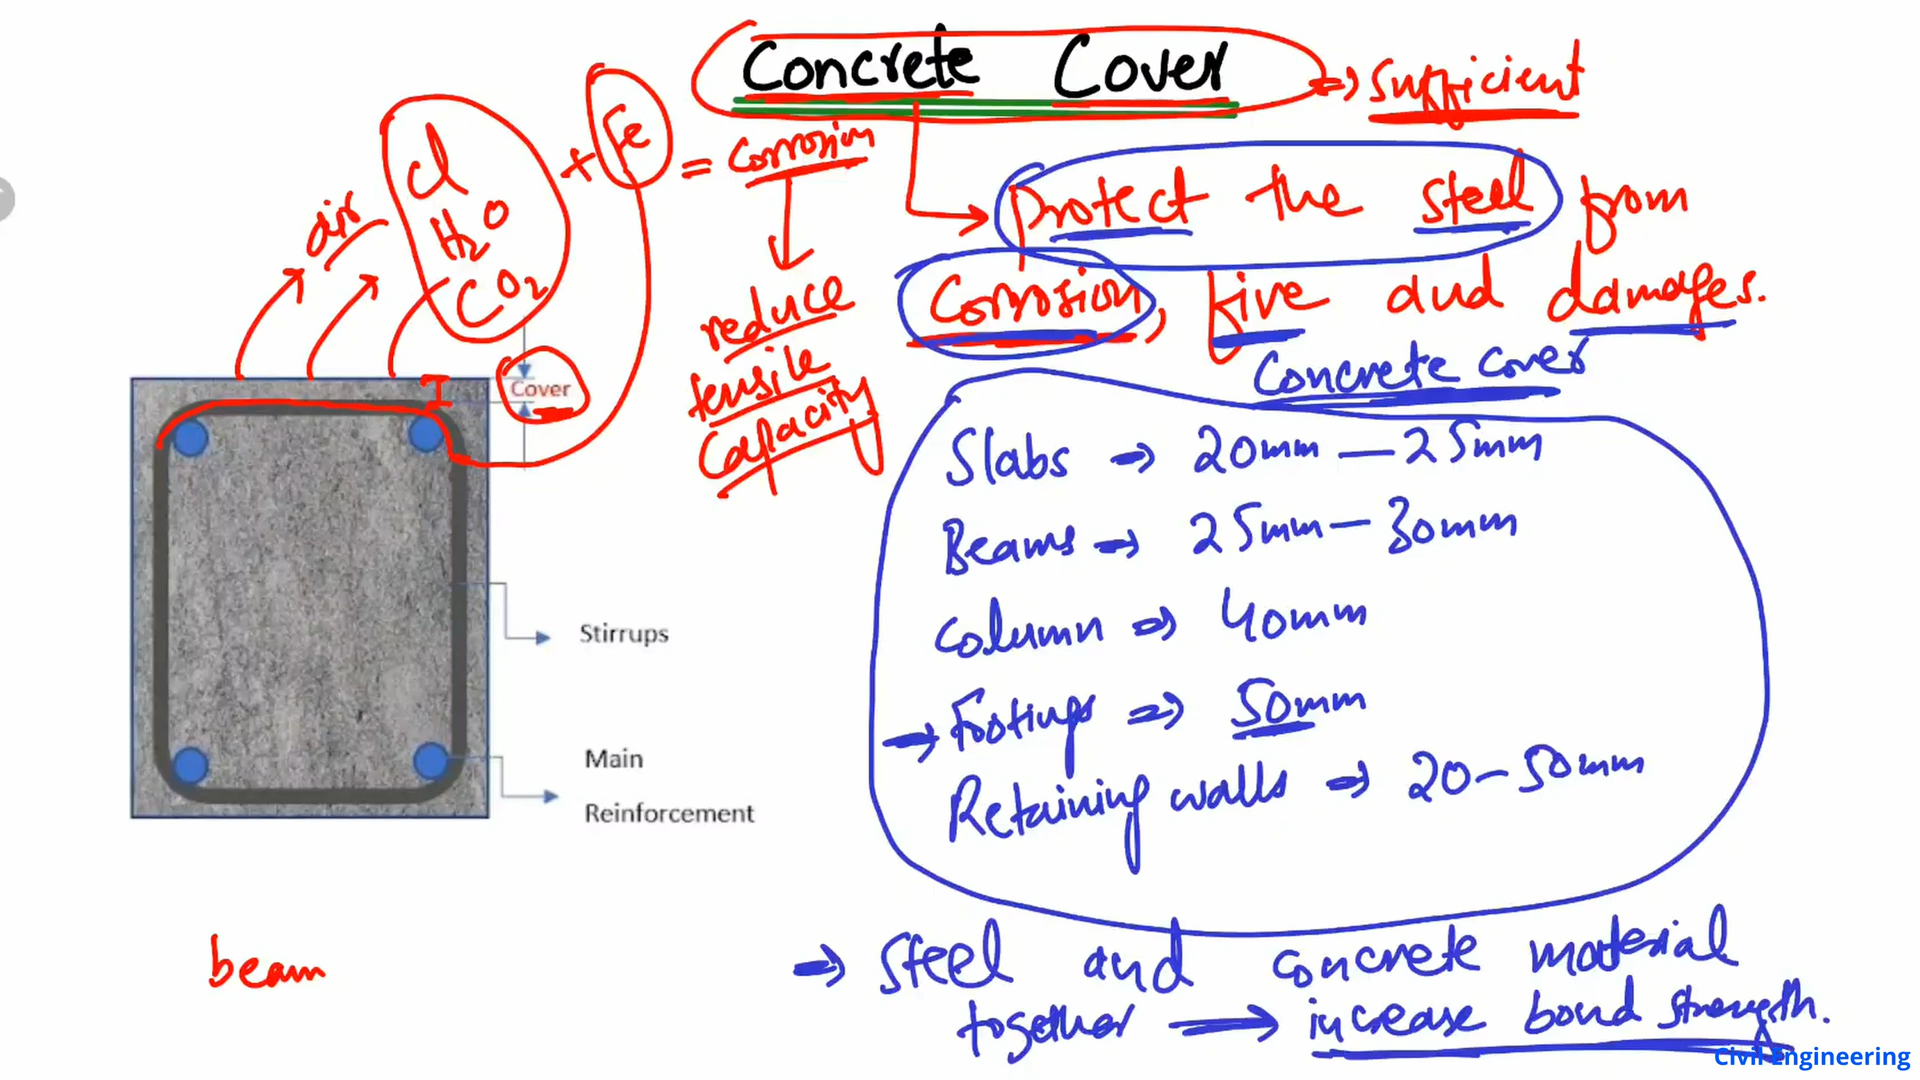 Concrete Cover => sufficient
Cl
H2O
CO2
+ Fe = Corrosion
air
reduce
tensile
capacity
protect the steel from
Corrosion, fire and damages.
Concrete cover
Cover
Slabs → 20mm — 25mm
Beams → 25mm — 30mm
Column => 40mm
→ Footings => 50mm
Retaining walls => 20-50mm
Stirrups
Main
Reinforcement
beam
=> Steel and concrete material
together → increase bond strength.
Civil Engineering